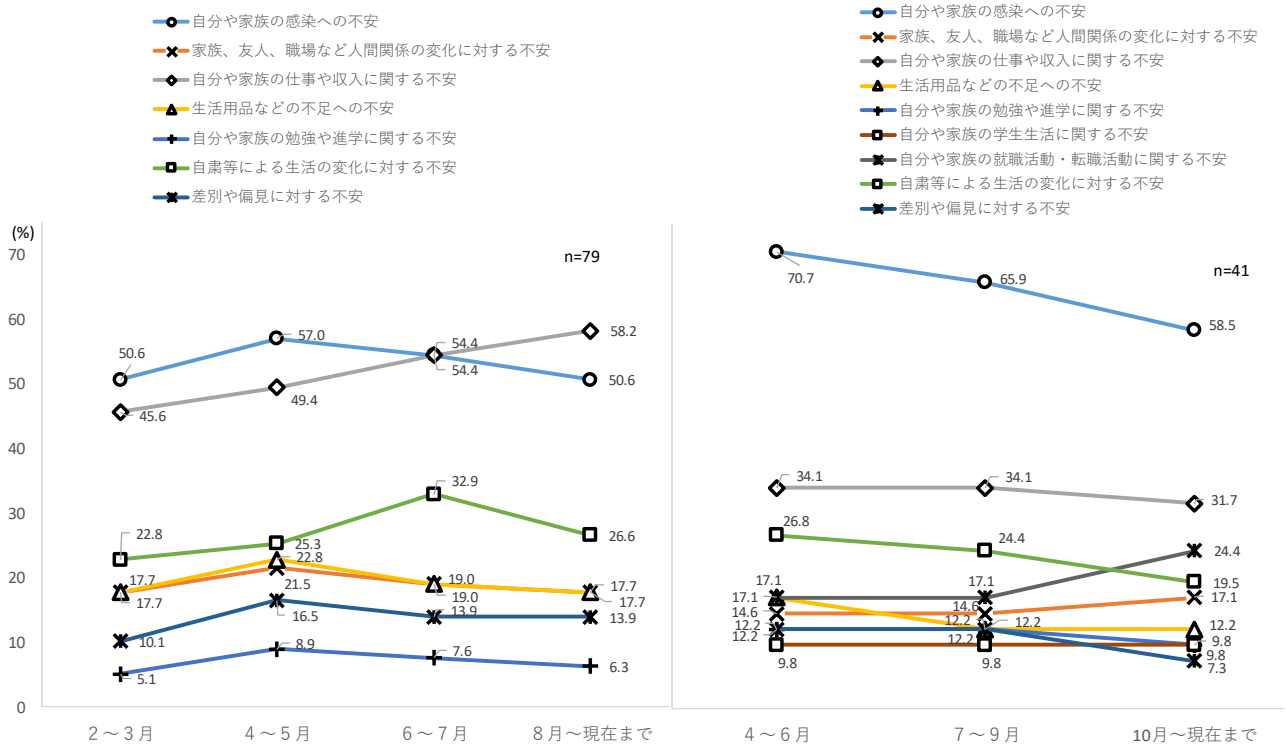 自分や家族の感染への不安
家族、友人、職場など人間関係の変化に対する不安
自分や家族の仕事や収入に関する不安
生活用品などの不足への不安
自分や家族の勉強や進学に関する不安
自粛等による生活の変化に対する不安
差別や偏見に対する不安
(%)
70
60
50
40
30
20
10
0
n=79
50.6
57.0
54.4
50.6
45.6
49.4
54.4
58.2
22.8
25.3
32.9
26.6
17.7
22.8
19.0
17.7
17.7
21.5
19.0
17.7
10.1
16.5
13.9
13.9
5.1
8.9
7.6
6.3
2～3月
4～5月
6～7月
8月～現在まで
自分や家族の感染への不安
家族、友人、職場など人間関係の変化に対する不安
自分や家族の仕事や収入に関する不安
生活用品などの不足への不安
自分や家族の勉強や進学に関する不安
自分や家族の学生生活に関する不安
自分や家族の就職活動・転職活動に関する不安
自粛等による生活の変化に対する不安
差別や偏見に対する不安
n=41
70.7
65.9
58.5
34.1
34.1
31.7
26.8
24.4
19.5
17.1
17.1
24.4
17.1
12.2
12.2
14.6
14.6
17.1
12.2
12.2
9.8
12.2
12.2
7.3
9.8
9.8
9.8
4～6月
7～9月
10月～現在まで